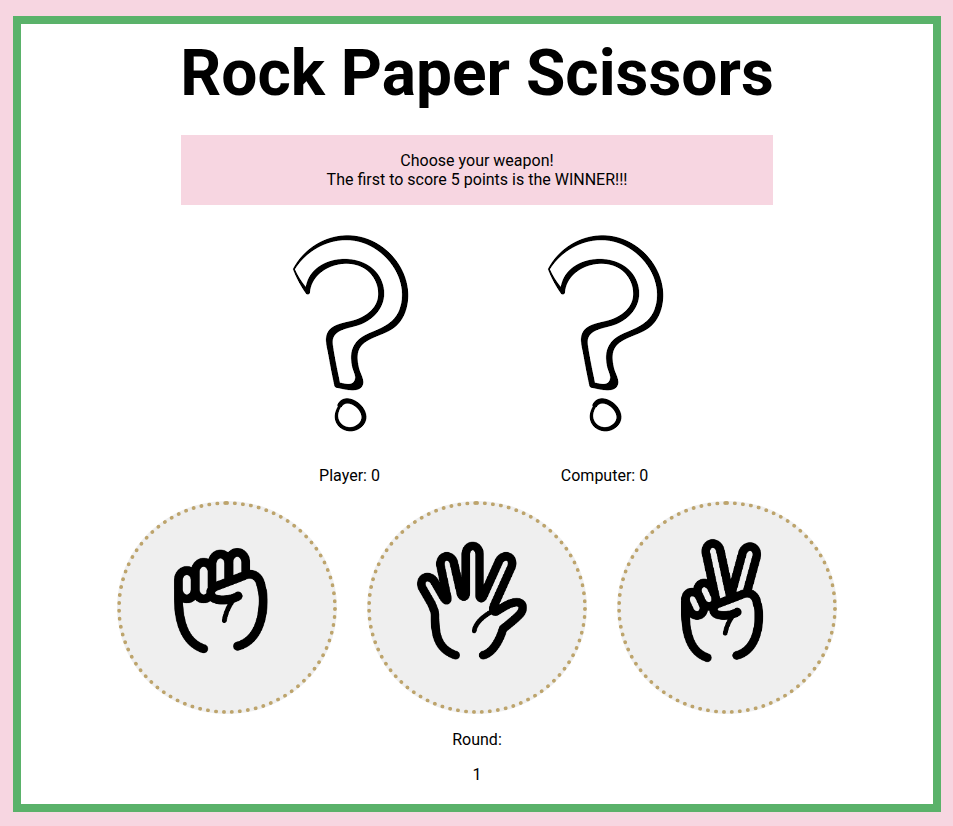 Rock Paper Scissors
Choose your weapon!
The first to score 5 points is the WINNER!!!
Player: 0
Computer: 0
Round:
1